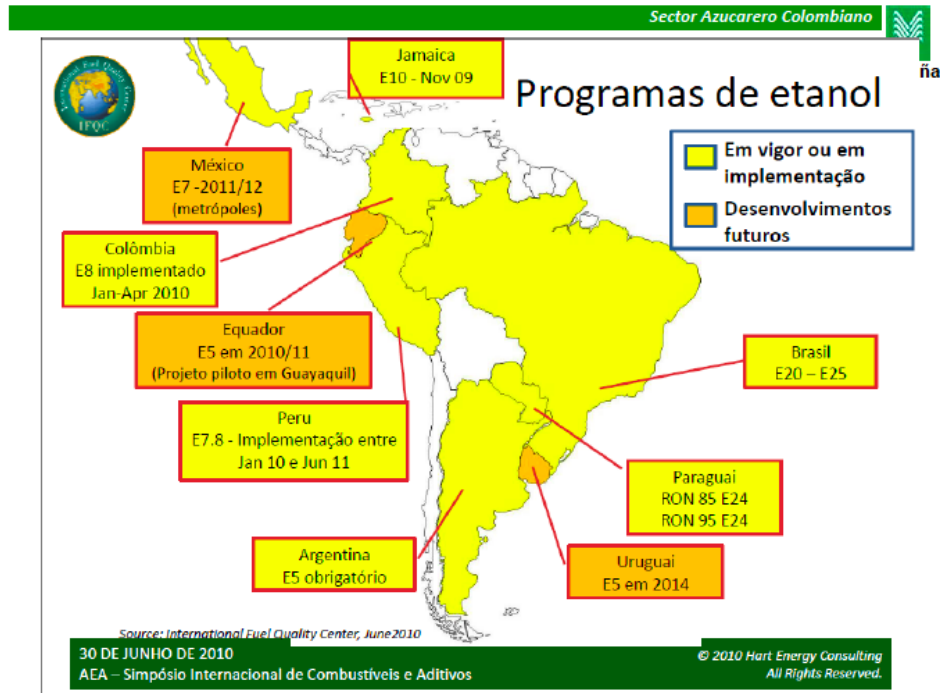 Sector Azucarero Colombiano
ña
International Fuel Quality Center
IFQC
Programas de etanol
Jamaica
E10 - Nov 09
Em vigor ou em
implementação
Desenvolvimentos
futuros
México
E7 -2011/12
(metrópoles)
Colômbia
E8 implementado
Jan-Apr 2010
Equador
E5 em 2010/11
(Projeto piloto em Guayaquil)
Brasil
E20 – E25
Peru
E7.8 - Implementação entre
Jan 10 e Jun 11
Paraguai
RON 85 E24
RON 95 E24
Argentina
E5 obrigatório
Uruguai
E5 em 2014
Source: International Fuel Quality Center, June2010
30 DE JUNHO DE 2010
AEA – Simpósio Internacional de Combustíveis e Aditivos
© 2010 Hart Energy Consulting
All Rights Reserved.